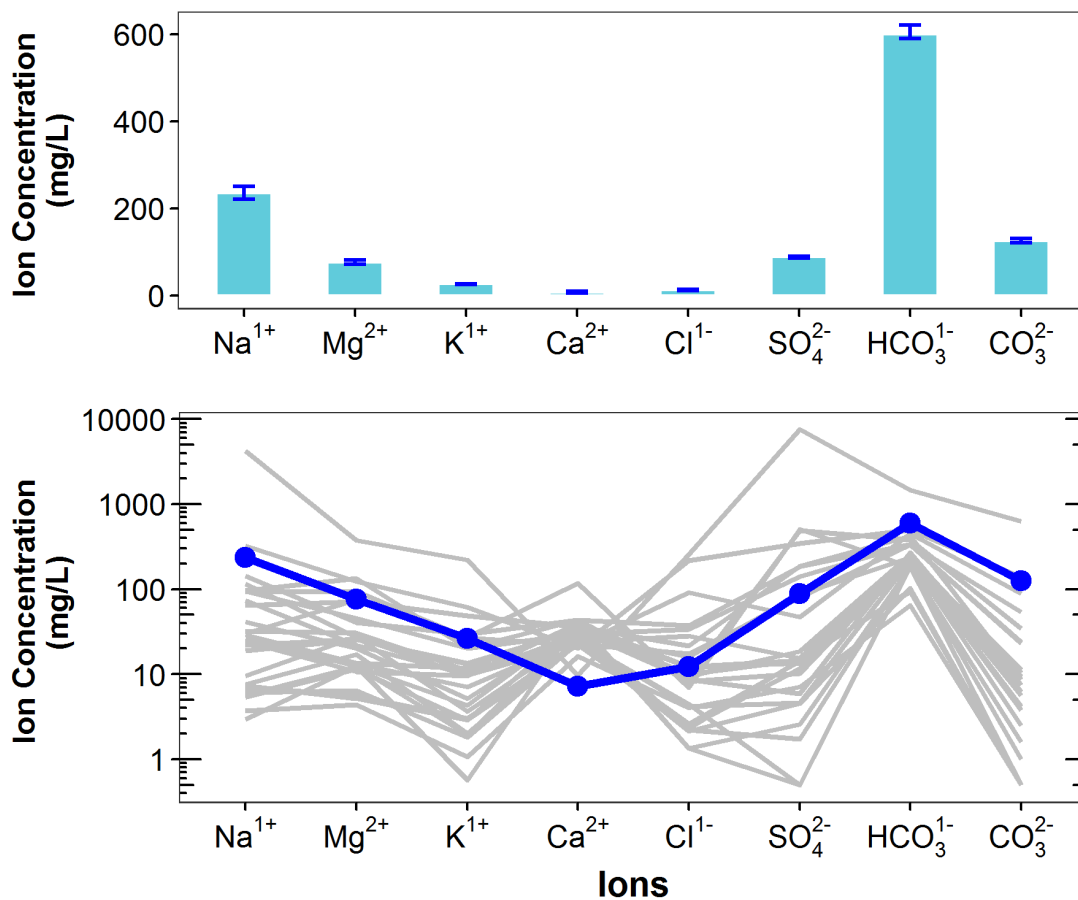 Ion Concentration
(mg/L)
600
400
200
0
Na¹⁺ Mg²⁺ K¹⁺ Ca²⁺ Cl¹⁻ SO₄²⁻ HCO₃¹⁻ CO₃²⁻
Ion Concentration
(mg/L)
10000
1000
100
10
1
Na¹⁺ Mg²⁺ K¹⁺ Ca²⁺ Cl¹⁻ SO₄²⁻ HCO₃¹⁻ CO₃²⁻
Ions